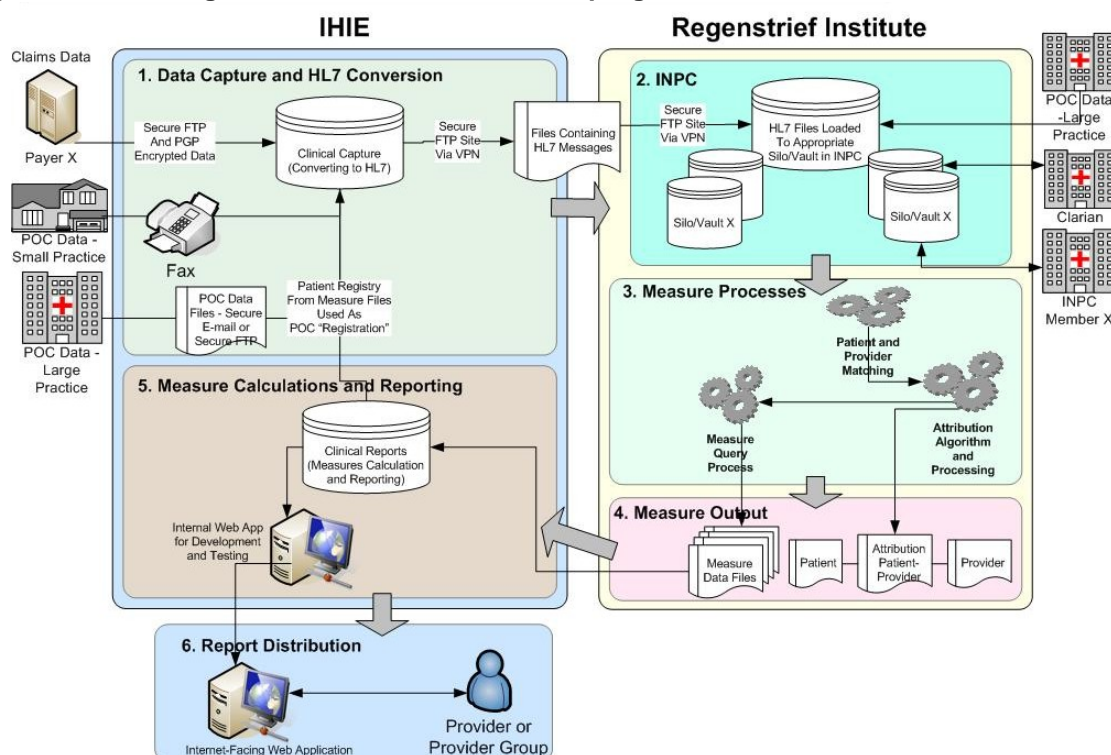 IHIE
Regenstrief Institute
Claims Data
Payer X
POC Data -
Small Practice
POC Data -
Large
Practice
1. Data Capture and HL7 Conversion
Secure FTP
And PGP
Encrypted Data
Clinical Capture
(Converting to HL7)
Secure
FTP Site
Via VPN
Files Containing
HL7 Messages
Fax
POC Data
Files - Secure
E-mail or
Secure FTP
Patient Registry
From Measure Files
Used As
POC "Registration"
2. INPC
Secure
FTP Site
Via VPN
HL7 Files Loaded
To Appropriate
Silo/Vault in INPC
Silo/Vault X
Silo/Vault X
POC Data
-Large
Practice
Clarian
INPC
Member X
3. Measure Processes
Patient and
Provider
Matching
Measure
Query
Process
Attribution
Algorithm
and
Processing
4. Measure Output
Measure
Data Files
Patient
Attribution
Patient-
Provider
Provider
5. Measure Calculations and Reporting
Clinical Reports
(Measures Calculation
and Reporting)
Internal Web App
for Development
and Testing
6. Report Distribution
Internet-Facing Web Application
Provider or
Provider Group